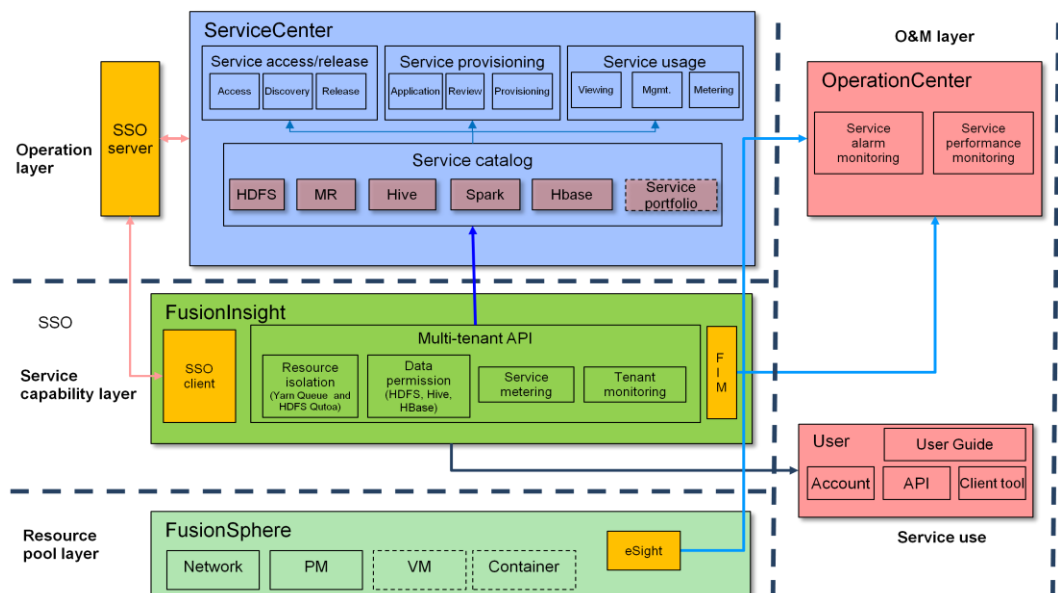 ServiceCenter
Service access/release
Access
Discovery
Release
Service provisioning
Application
Review
Provisioning
Service usage
Viewing
Mgmt.
Metering
Service catalog
HDFS
MR
Hive
Spark
Hbase
Service
portfolio
SSO
server
Operation
layer
O&M layer
OperationCenter
Service
alarm
monitoring
Service
performance
monitoring
SSO
Service
capability layer
FusionInsight
SSO
client
Multi-tenant API
Resource
isolation
(Yarn Queue and
HDFS Qutoa)
Data
permission
(HDFS, Hive,
HBase)
Service
metering
Tenant
monitoring
F
I
M
User
User Guide
Account
API
Client tool
Service use
Resource
pool layer
FusionSphere
Network
PM
VM
Container
eSight